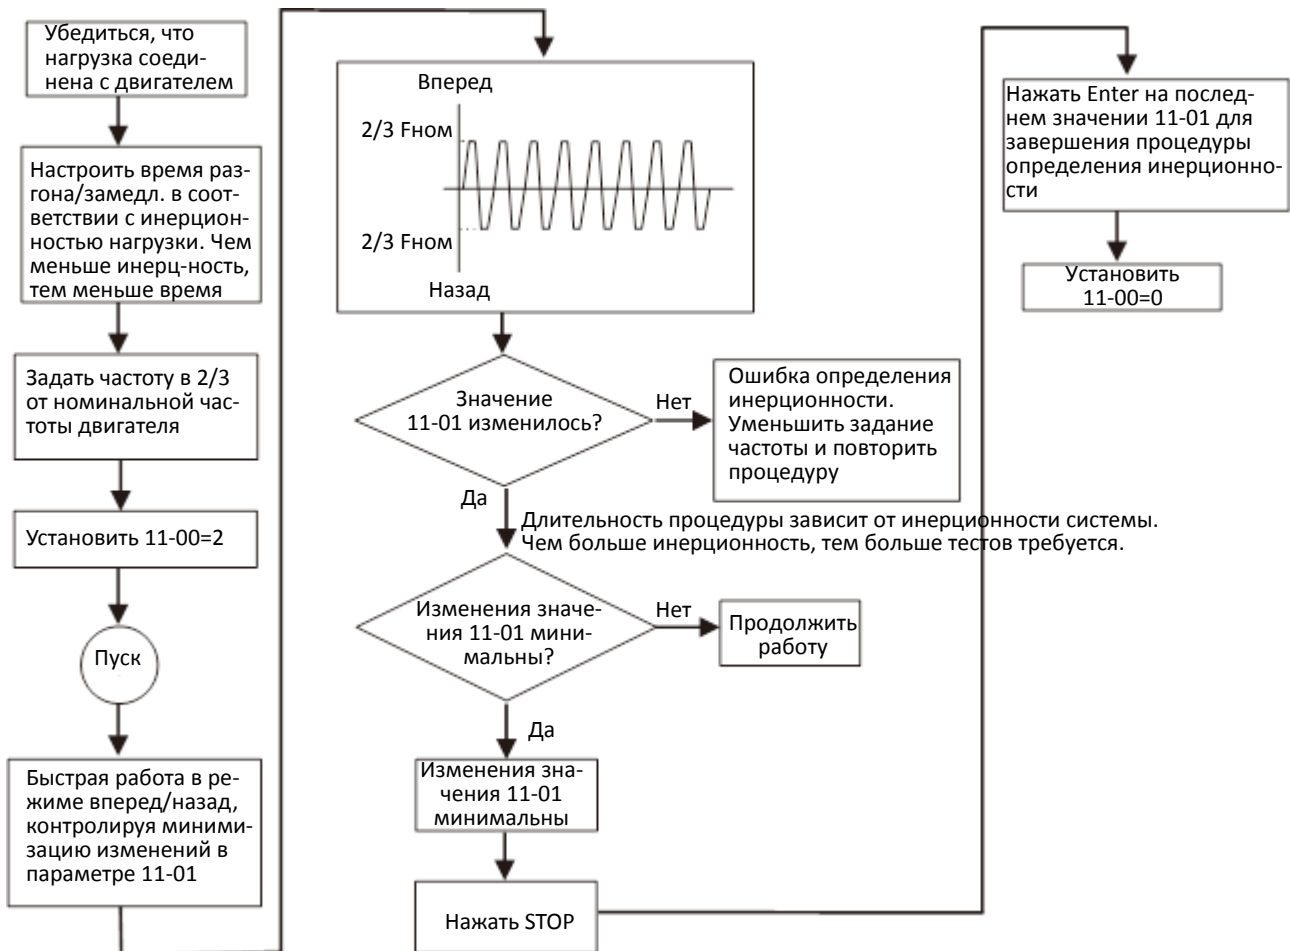 Убедиться, что
нагрузка соеди-
нена с двигателем
Настроить время раз-
гона/замедл. в соот-
ветствии с инерцион-
ностью нагрузки. Чем
меньше инерц-ность,
тем меньше время
Задать частоту в 2/3
от номинальной час-
тоты двигателя
Установить 11-00=2
Пуск
Быстрая работа в ре-
жиме вперед/назад,
контролируя миними-
зацию изменений в
параметре 11-01
Вперед
2/3 Fном
2/3 Fном
Назад
Значение
11-01 изменилось?
Нет
Ошибка определения
инерционности.
Уменьшить задание
частоты и повторить
процедуру
Да
Длительность процедуры зависит от инерционности системы.
Чем больше инерционность, тем больше тестов требуется.
Изменения значе-
ния 11-01 мини-
мальны?
Нет
Продолжить
работу
Да
Изменения зна-
чения 11-01
минимальны
Нажать STOP
Нажать Enter на послед-
нем значении 11-01 для
завершения процедуры
определения инерционно-
сти
Установить
11-00=0